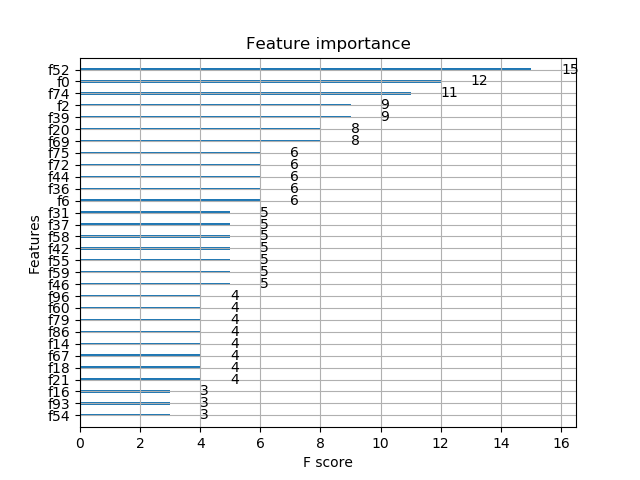 Feature importance
f52 15
f0 12
f74 11
f2 9
f39 9
f20 8
f69 8
f75 6
f72 6
f44 6
f36 6
f6 6
f31 5
f37 5
f58 5
f42 5
f55 5
f59 5
f46 5
f96 4
f60 4
f79 4
f86 4
f14 4
f67 4
f18 4
f21 4
f16 3
f93 3
f54 3
Features
0 2 4 6 8 10 12 14 16
F score